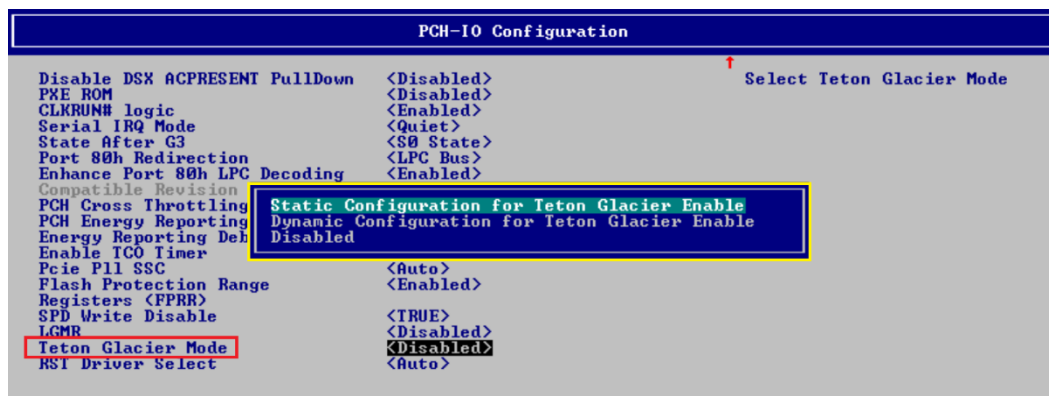 PCH-IO Configuration
Disable DSX ACPRESENT PullDown <Disabled> Select Teton Glacier Mode
PXE ROM <Disabled>
CLKRUN# logic <Enabled>
Serial IRQ Mode <Quiet>
State After G3 <S0 State>
Port 80h Redirection <LPC Bus>
Enhance Port 80h LPC Decoding <Enabled>
Compatible Revision
PCH Cross Throttling
PCH Energy Reporting
Energy Reporting Deb
Enable TCO Timer
Static Configuration for Teton Glacier Enable
Dynamic Configuration for Teton Glacier Enable
Disabled
Pcie Pll SSC <Auto>
Flash Protection Range <Enabled>
Registers (FPRR)
SPD Write Disable <TRUE>
LGMR <Disabled>
Teton Glacier Mode <Disabled>
RST Driver Select <Auto>